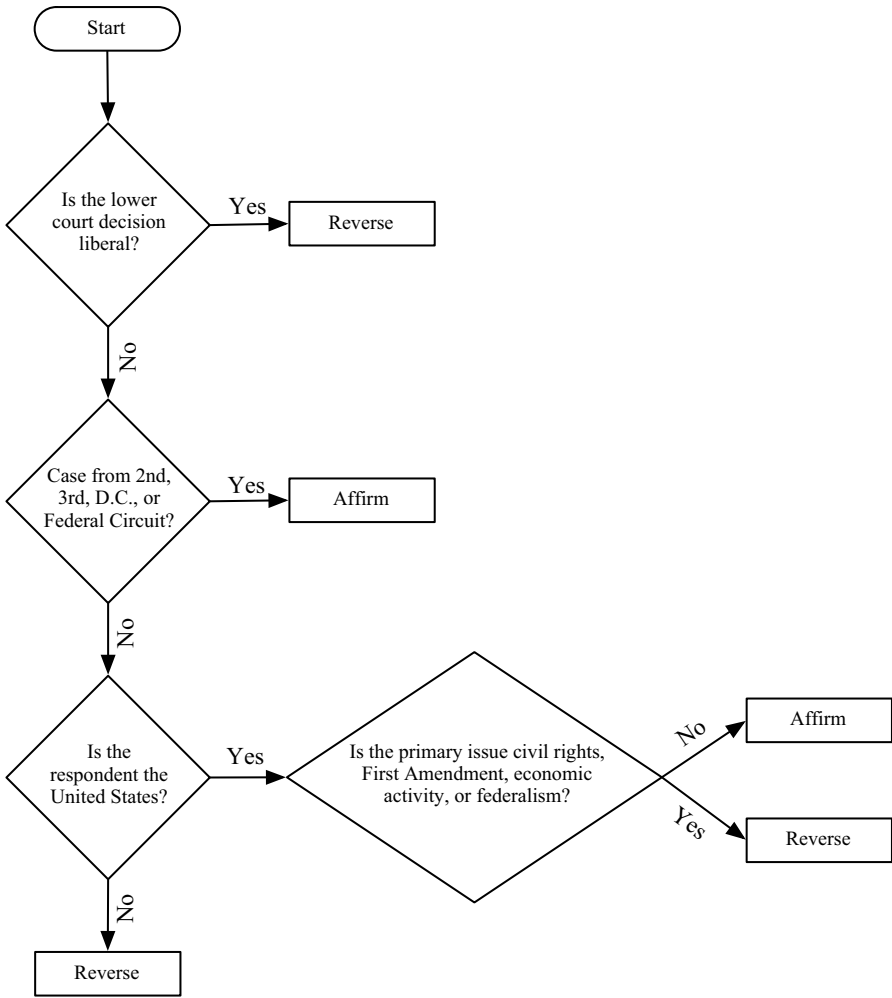 Start
Is the lower
court decision
liberal?
Yes
Reverse
No
Case from 2nd,
3rd, D.C., or
Federal Circuit?
Yes
Affirm
No
Is the
respondent the
United States?
Yes
Is the primary issue civil rights,
First Amendment, economic
activity, or federalism?
No
Affirm
Yes
Reverse
No
Reverse